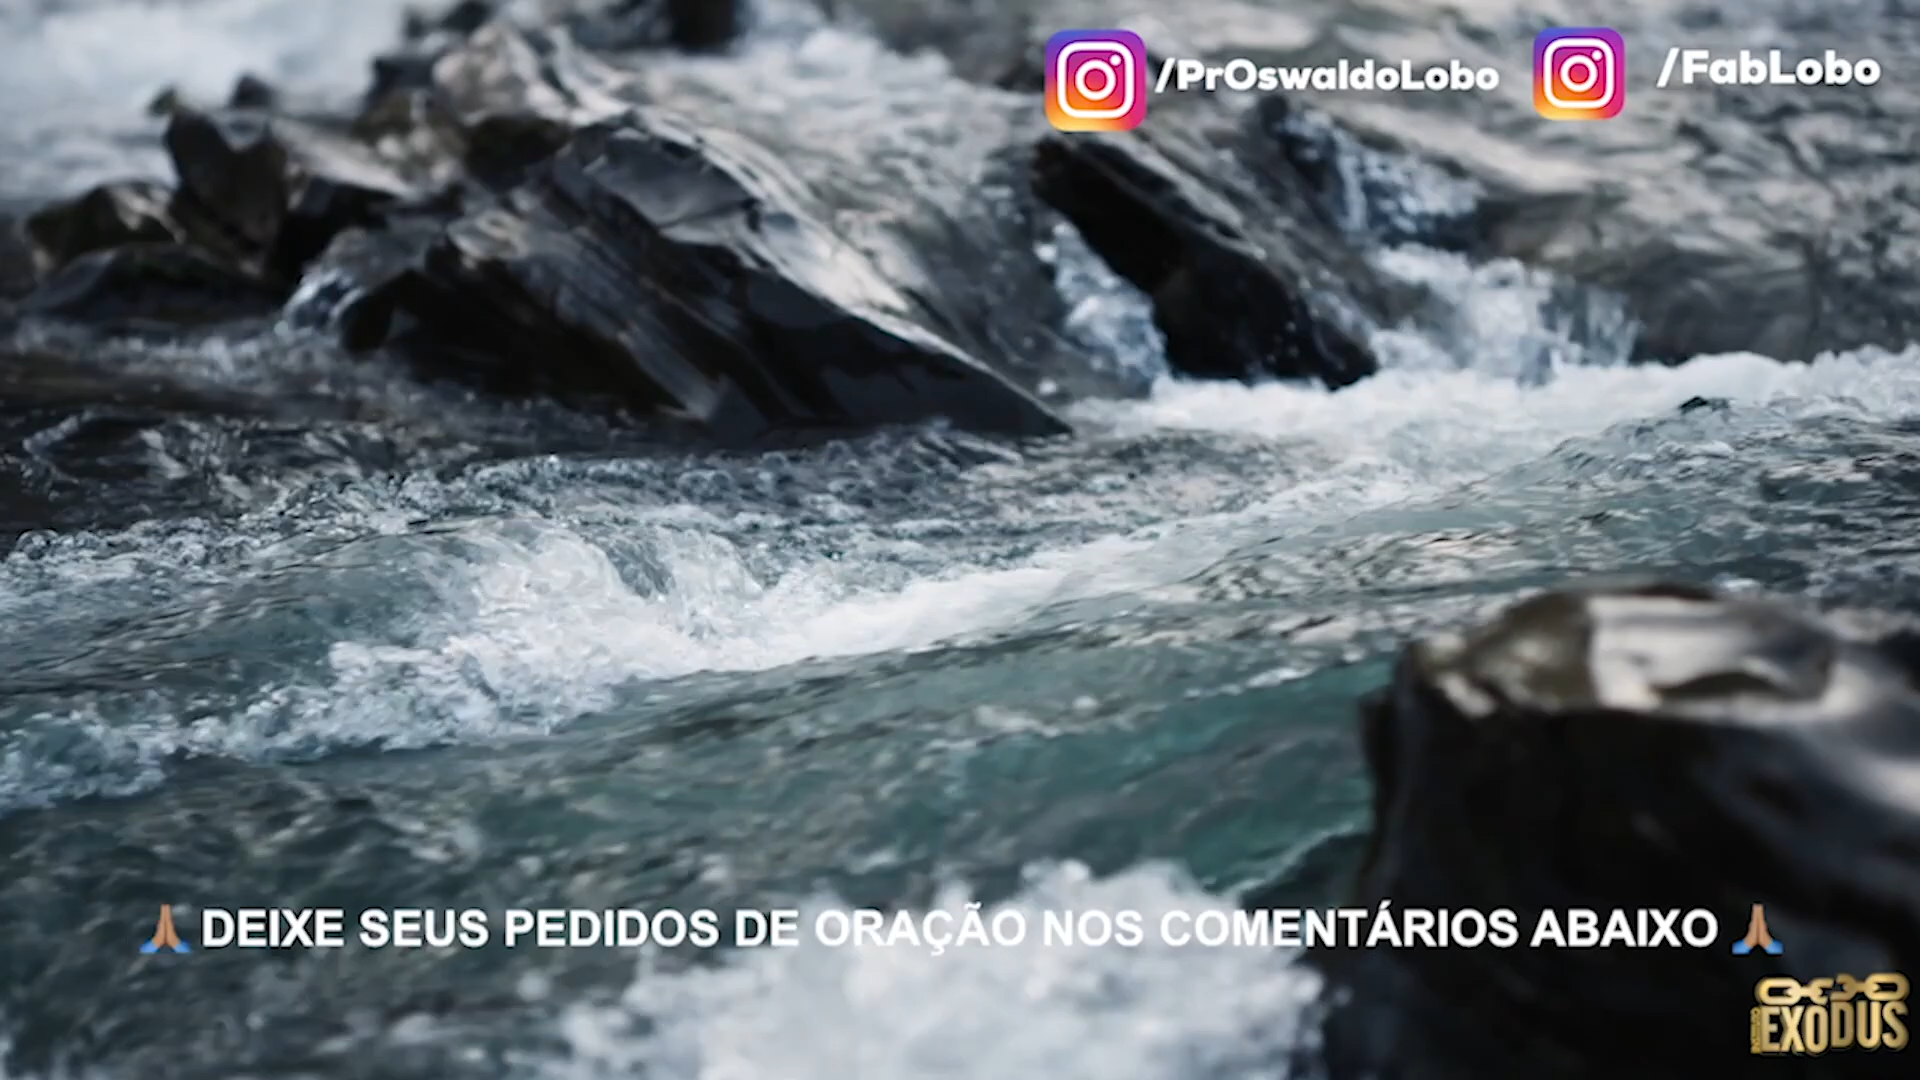 /PrOswaldoLobo
/FabLobo
🙏🏽 DEIXE SEUS PEDIDOS DE ORAÇÃO NOS COMENTÁRIOS ABAIXO 🙏🏽
EXODUS